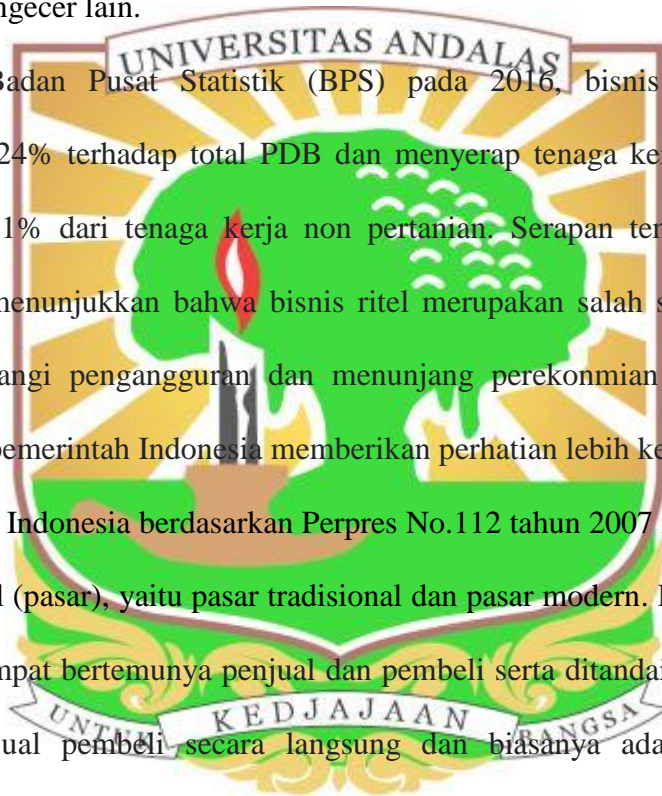 ngecer lain.
UNIVERSITAS ANDALAS
Badan Pusat Statistik (BPS) pada 2016, bisnis
24% terhadap total PDB dan menyerap tenaga ker
1% dari tenaga kerja non pertanian. Serapan ten
menunjukkan bahwa bisnis ritel merupakan salah s
angi pengangguran dan menunjang perekonmian
pemerintah Indonesia memberikan perhatian lebih ke
Indonesia berdasarkan Perpres No.112 tahun 2007
l (pasar), yaitu pasar tradisional dan pasar modern.
mpat bertemunya penjual dan pembeli serta ditandai
UNTUK KEDJAJAAN BANGSA
ual pembeli secara langsung dan biasanya ada